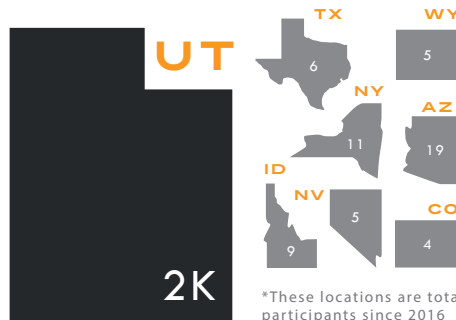 UT
2K
TX
6
WY
5
NY
11
AZ
19
ID
9
NV
5
CO
4
*These locations are tota
participants since 2016